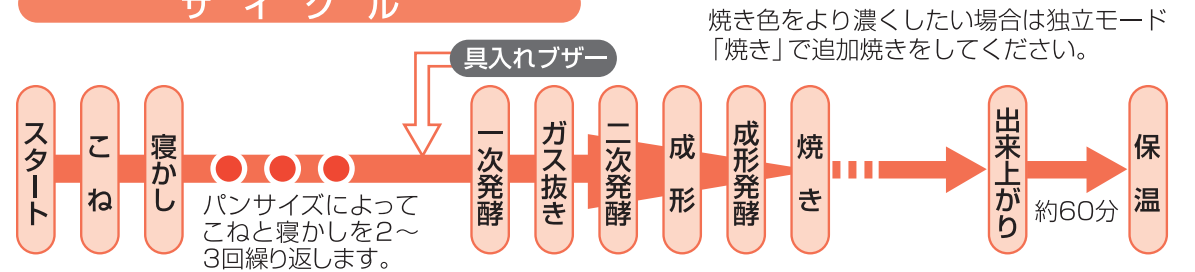 サイクル
焼き色をより濃くしたい場合は独立モード
「焼き」で追加焼きをしてください。
具入れブザー
スタート
こね
寝かし
パンサイズによって
こねと寝かしを2〜
3回繰り返します。
一次発酵
ガス抜き
二次発酵
成形
成形発酵
焼き
出来上がり
約60分
保温